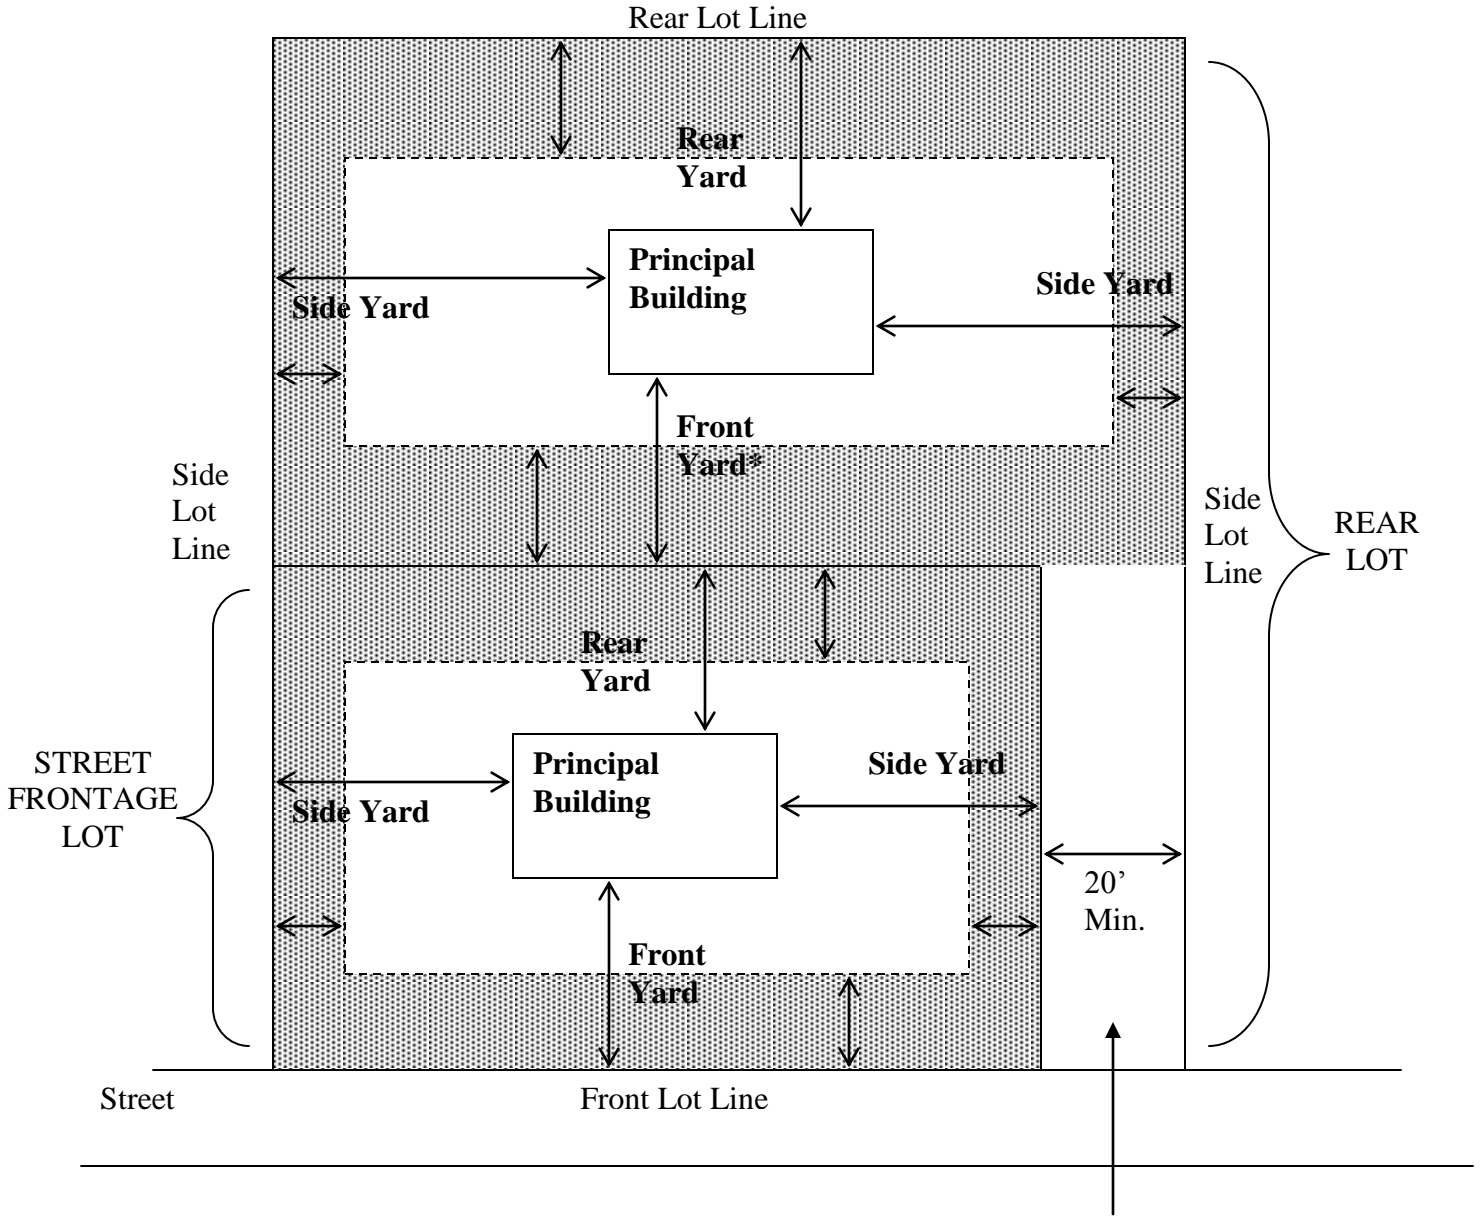 Rear Lot Line
Rear
Yard
Principal
Building
Side Yard
Side Yard
Front
Yard*
Side
Lot
Line
Side
Lot
Line
REAR
LOT
Rear
Yard
STREET
FRONTAGE
LOT
Principal
Building
Side Yard
Side Yard
20’
Min.
Front
Yard
Street
Front Lot Line